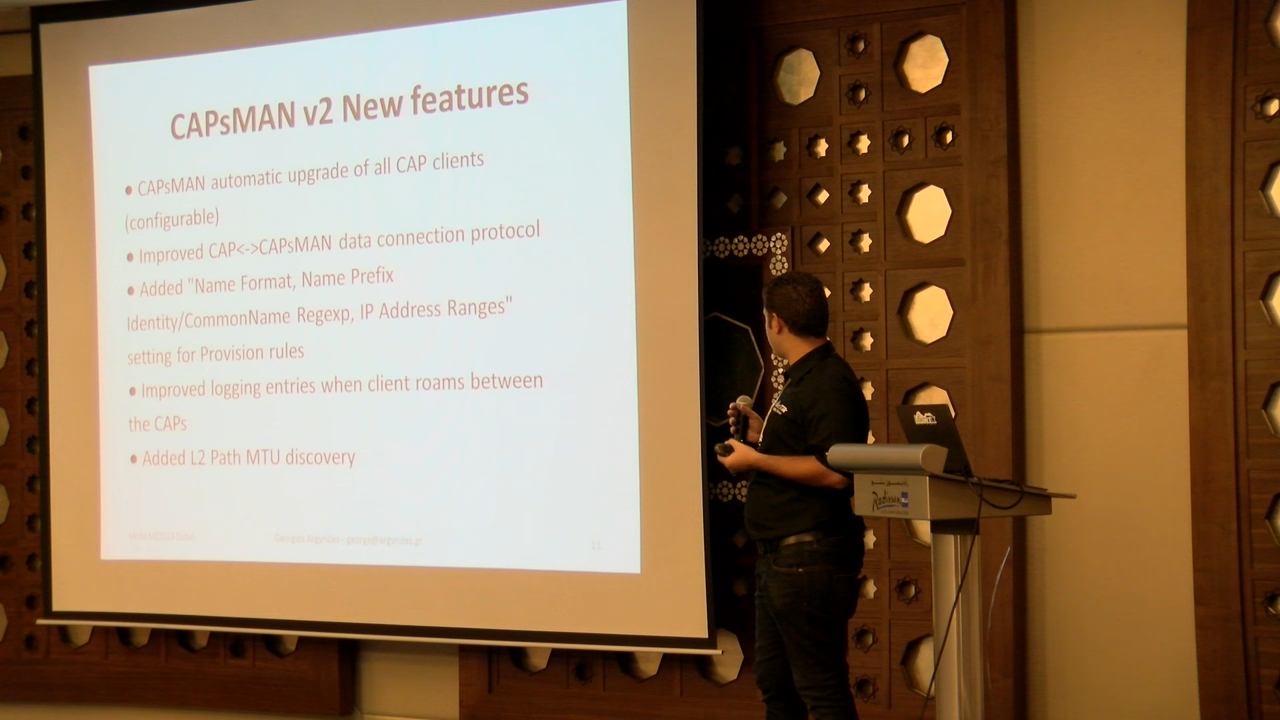 CAPsMAN v2 New features
● CAPsMAN automatic upgrade of all CAP clients
(configurable)
● Improved CAP<->CAPsMAN data connection protocol
● Added "Name Format, Name Prefix
Identity/CommonName Regexp, IP Address Ranges"
setting for Provision rules
● Improved logging entries when client roams between
the CAPs
● Added L2 Path MTU discovery
11
Radisson